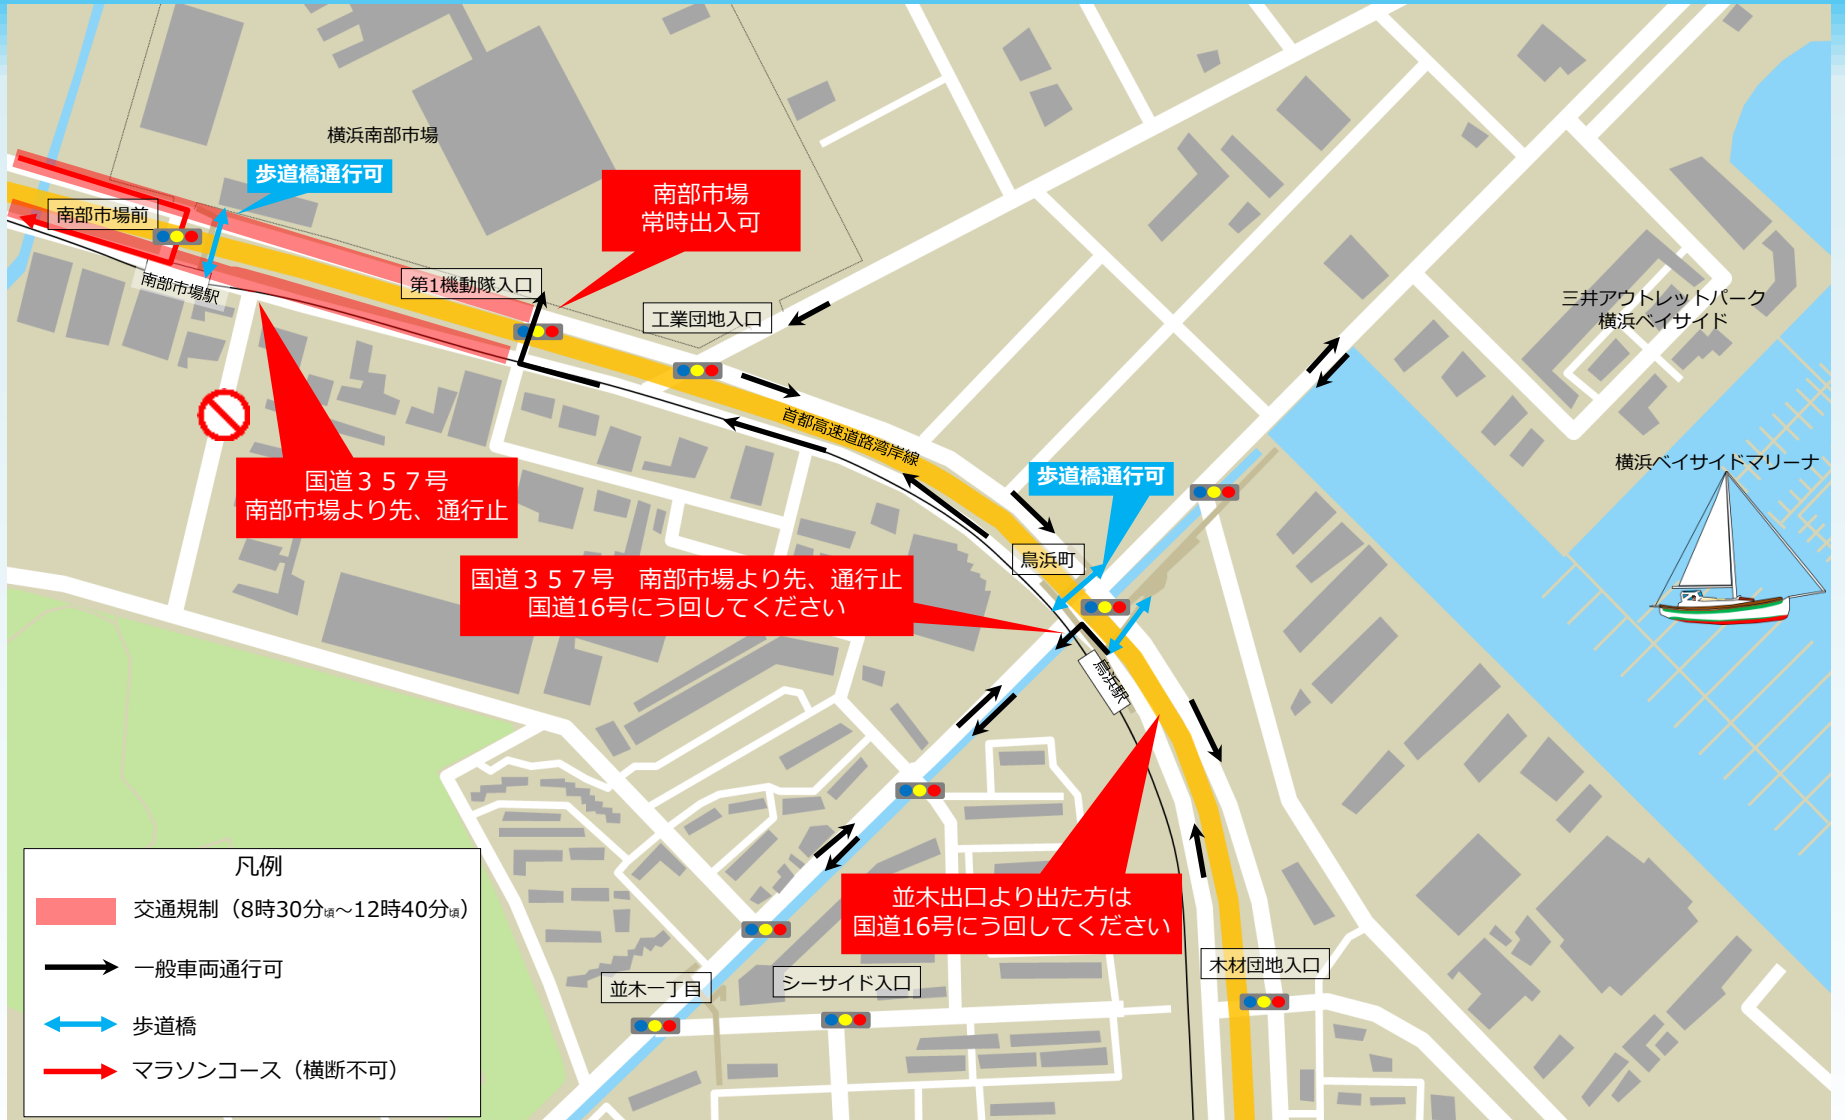 横浜南部市場
歩道橋通行可
南部市場
常時出入可
南部市場前
南部市場駅
第1機動隊入口
工業団地入口
三井アウトレットパーク
横浜ベイサイド
首都高速道路湾岸線
横浜ベイサイドマリーナ
歩道橋通行可
国道３５７号
南部市場より先、通行止
鳥浜町
国道３５７号　南部市場より先、通行止
国道16号にう回してください
鳥浜駅
並木出口より出た方は
国道16号にう回してください
木材団地入口
シーサイド入口
並木一丁目
凡例
交通規制（8時30分頃～12時40分頃）
一般車両通行可
歩道橋
マラソンコース（横断不可）